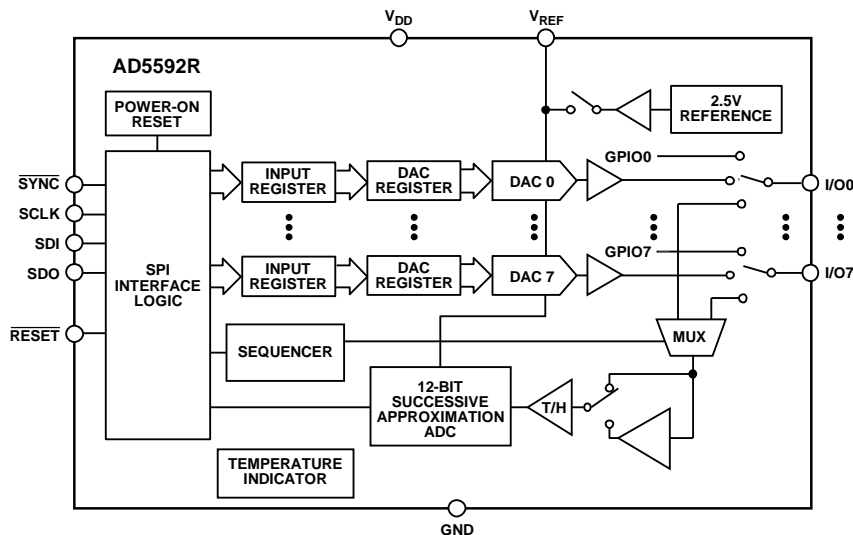 VDD
VREF
AD5592R
POWER-ON
RESET
2.5V
REFERENCE
GPIO0
SYNC
SCLK
SDI
SDO
RESET
SPI
INTERFACE
LOGIC
INPUT
REGISTER
DAC
REGISTER
DAC 0
I/O0
INPUT
REGISTER
DAC
REGISTER
DAC 7
GPIO7
I/O7
SEQUENCER
MUX
12-BIT
SUCCESSIVE
APPROXIMATION
ADC
T/H
TEMPERATURE
INDICATOR
GND